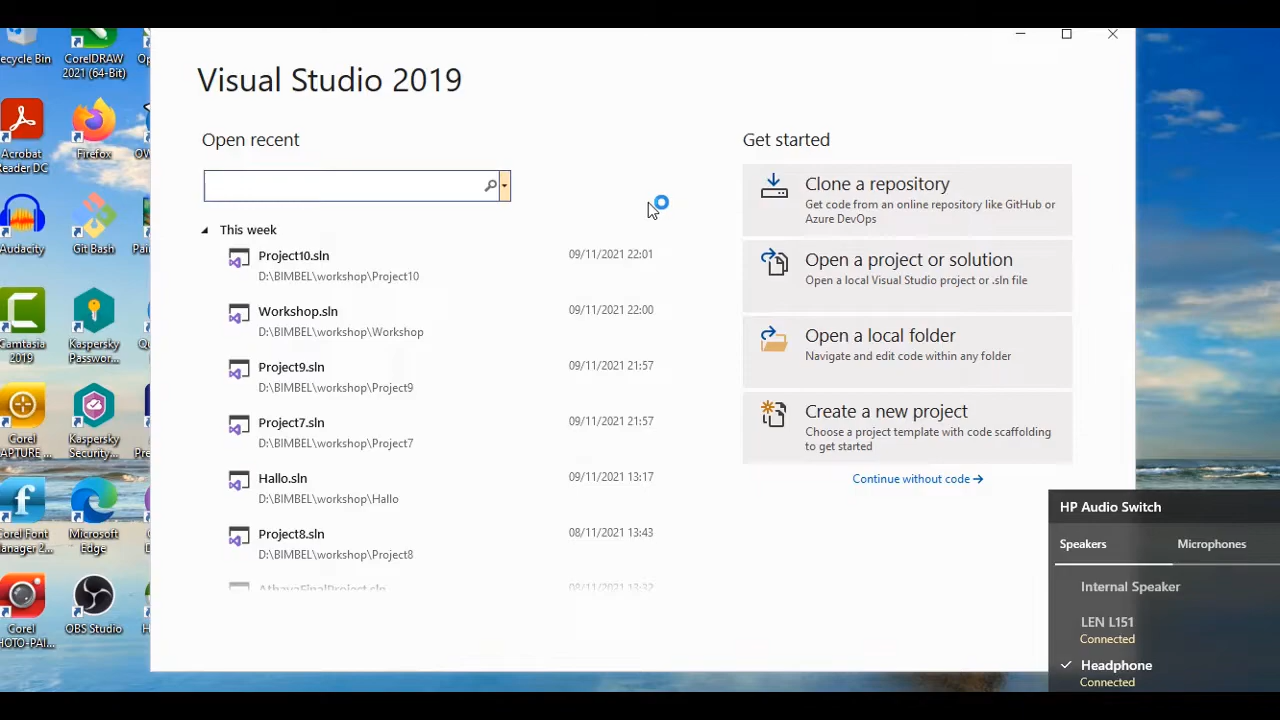 ecycle Bin
CorelDRAW
2021 (64-Bit)
Acrobat
Reader DC
Firefox
Audacity
Git Bash
Camtasia
2019
Kaspersky
Passwor...
Corel
CAPTURE ...
Kaspersky
Security...
Corel Font
Manager 2...
Microsoft
Edge
Corel
HOTO-PAI...
OBS Studio
Visual Studio 2019
Open recent
This week
Project10.sln
09/11/2021 22:01
D:\BIMBEL\workshop\Project10
Workshop.sln
09/11/2021 22:00
D:\BIMBEL\workshop\Workshop
Project9.sln
09/11/2021 21:57
D:\BIMBEL\workshop\Project9
Project7.sln
09/11/2021 21:57
D:\BIMBEL\workshop\Project7
Hallo.sln
09/11/2021 13:17
D:\BIMBEL\workshop\Hallo
Project8.sln
08/11/2021 13:43
D:\BIMBEL\workshop\Project8
AthayaFinalProject.sln
08/11/2021 13:32
Get started
Clone a repository
Get code from an online repository like GitHub or
Azure DevOps
Open a project or solution
Open a local Visual Studio project or .sln file
Open a local folder
Navigate and edit code within any folder
Create a new project
Choose a project template with code scaffolding
to get started
Continue without code
HP Audio Switch
Speakers
Microphones
Internal Speaker
LEN L151
Connected
Headphone
Connected